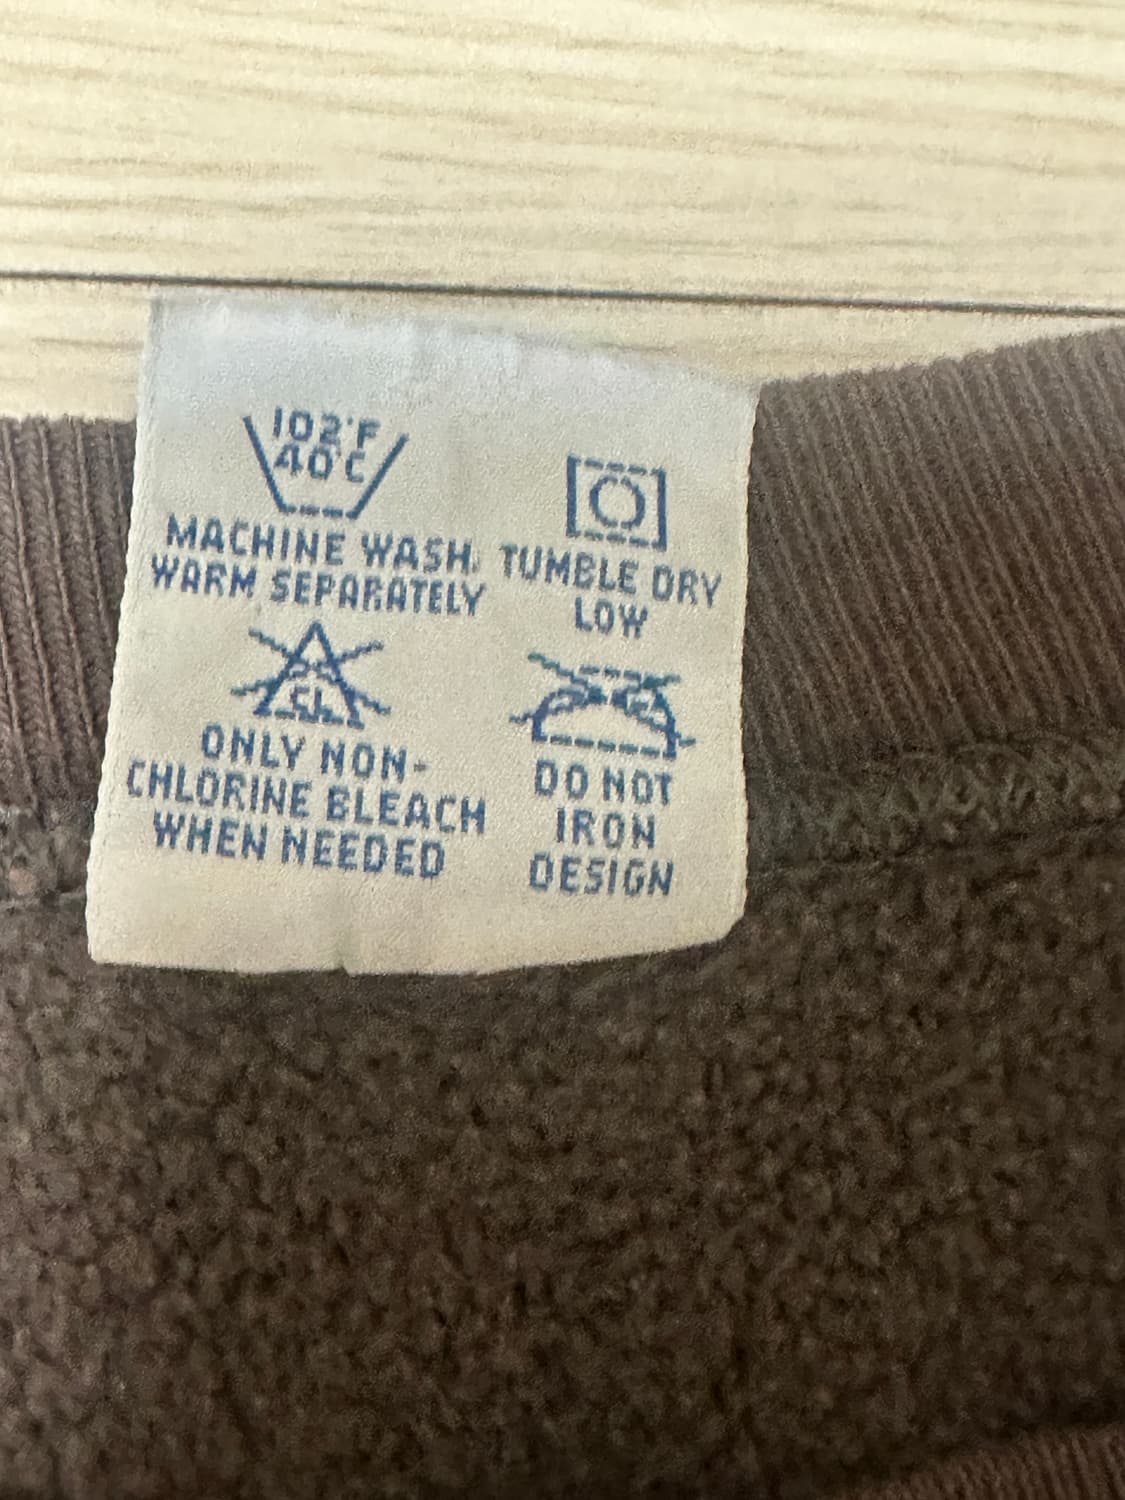 102°F
40°C
MACHINE WASH
WARM SEPARATELY
TUMBLE DRY
LOW
CL
ONLY NON-
CHLORINE BLEACH
WHEN NEEDED
DO NOT
IRON
DESIGN